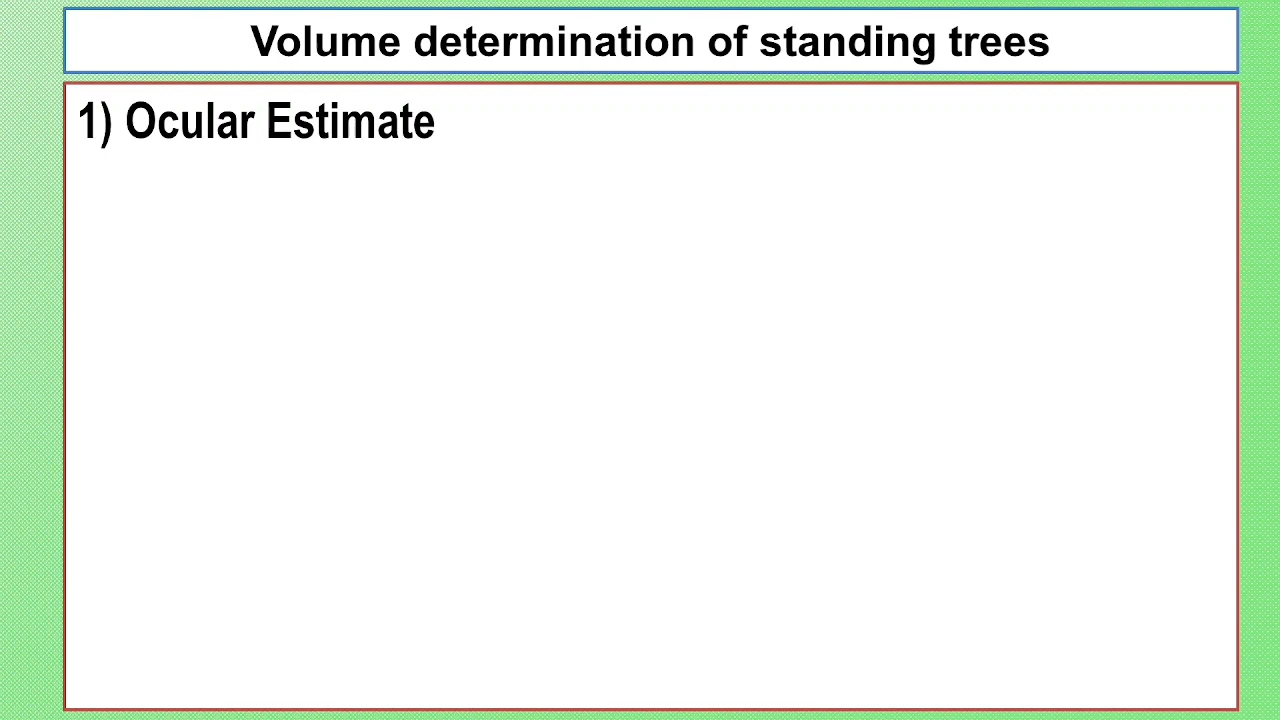 Volume determination of standing trees
1) Ocular Estimate